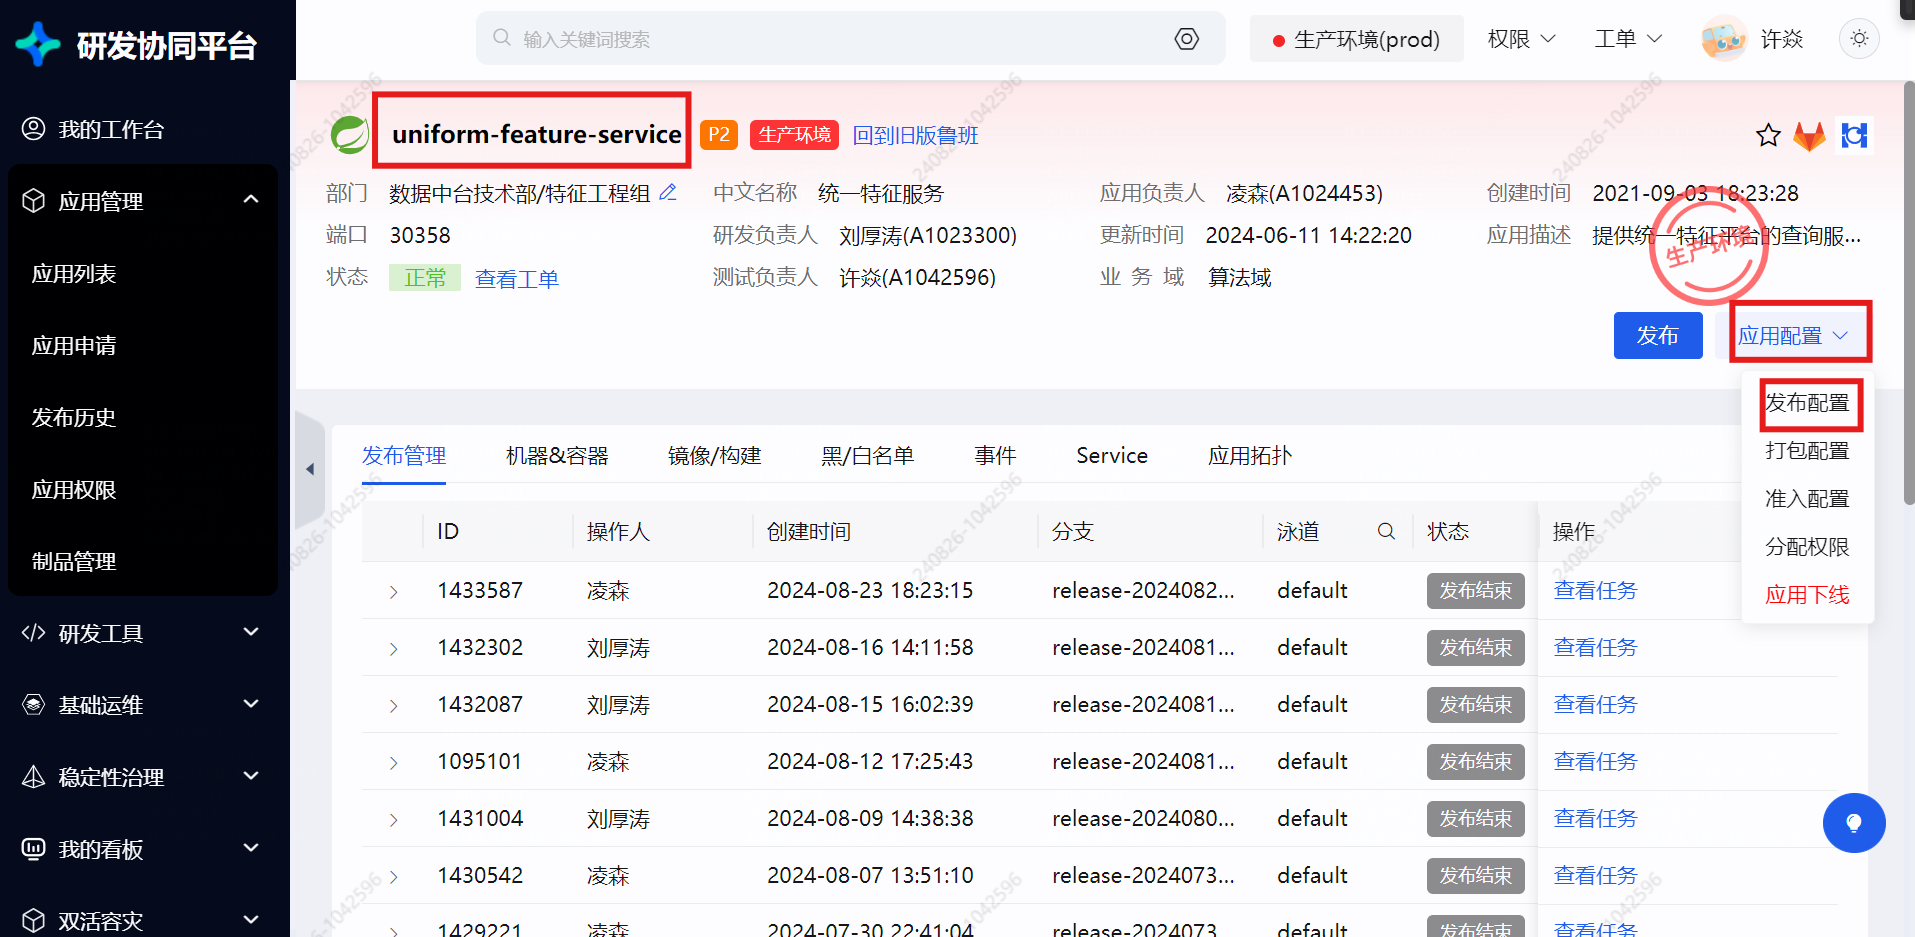 研发协同平台
输入关键词搜索
生产环境(prod)
权限
工单
许焱
我的工作台
应用管理
应用列表
应用申请
发布历史
应用权限
制品管理
研发工具
基础运维
稳定性治理
我的看板
双活容灾
uniform-feature-service
P2
生产环境
回到旧版鲁班
部门 数据中台技术部/特征工程组
中文名称 统一特征服务
应用负责人 凌森(A1024453)
创建时间 2021-09-03 18:23:28
端口 30358
研发负责人 刘厚涛(A1023300)
更新时间 2024-06-11 14:22:20
应用描述 提供统一特征平台的查询服...
状态 正常 查看工单
测试负责人 许焱(A1042596)
业务域 算法域
生产环境
发布
应用配置
发布配置
打包配置
准入配置
分配权限
应用下线
发布管理 机器&容器 镜像/构建 黑/白名单 事件 Service 应用拓扑
ID 操作人 创建时间 分支 泳道 状态 操作
1433587 凌森 2024-08-23 18:23:15 release-2024082... default 发布结束 查看任务
1432302 刘厚涛 2024-08-16 14:11:58 release-2024081... default 发布结束 查看任务
1432087 刘厚涛 2024-08-15 16:02:39 release-2024081... default 发布结束 查看任务
1095101 凌森 2024-08-12 17:25:43 release-2024081... default 发布结束 查看任务
1431004 刘厚涛 2024-08-09 14:38:38 release-2024080... default 发布结束 查看任务
1430542 凌森 2024-08-07 13:51:10 release-2024073... default 发布结束 查看任务
1429221 凌森 2024-07-30 22:41:04 release-2024073 default 发布结束 查看任务
240826-1042596
240826-1042596
240826-1042596
240826-1042596
240826-1042596
240826-1042596